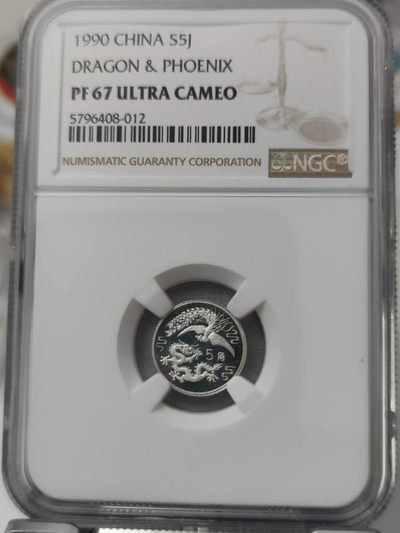 1990 CHINA S5J
DRAGON & PHOENIX
PF 67 ULTRA CAMEO
5796408-012
NUMISMATIC GUARANTY CORPORATION
NGC
5角